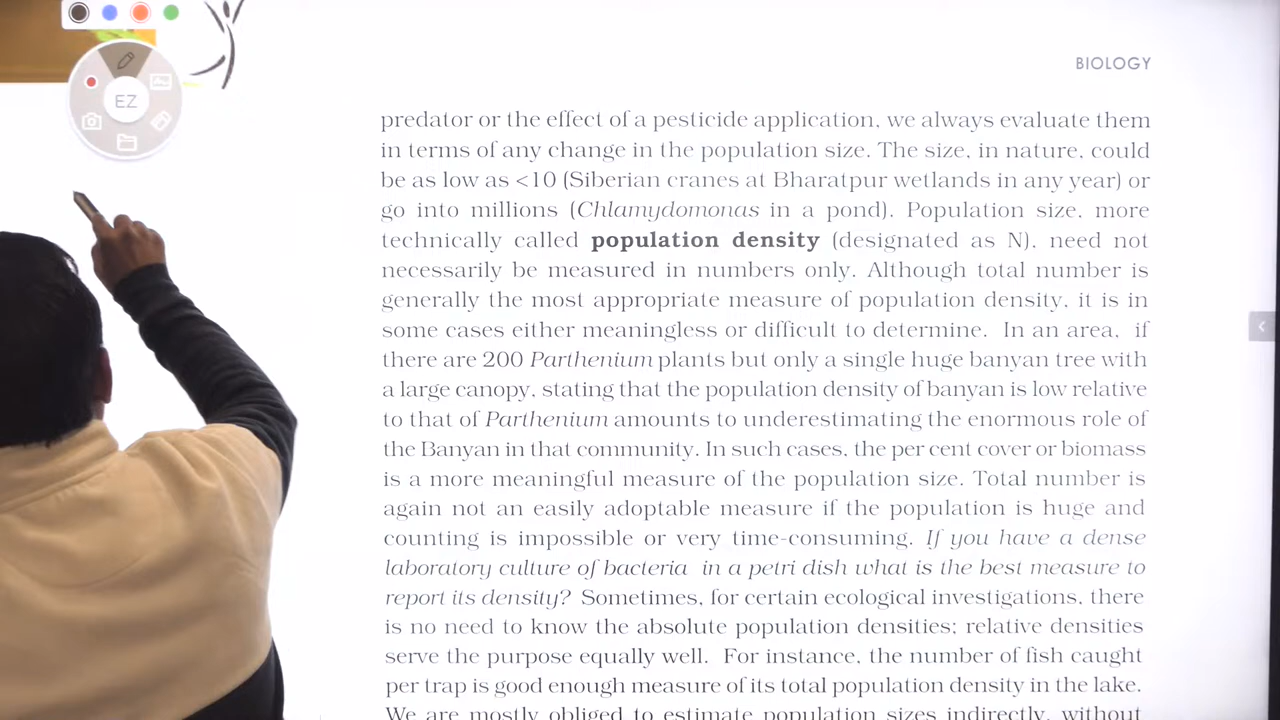 EZ
BIOLOGY
predator or the effect of a pesticide application, we always evaluate them
in terms of any change in the population size. The size, in nature, could
be as low as <10 (Siberian cranes at Bharatpur wetlands in any year) or
go into millions (Chlamydomonas in a pond). Population size, more
technically called population density (designated as N), need not
necessarily be measured in numbers only. Although total number is
generally the most appropriate measure of population density, it is in
some cases either meaningless or difficult to determine. In an area, if
there are 200 Parthenium plants but only a single huge banyan tree with
a large canopy, stating that the population density of banyan is low relative
to that of Parthenium amounts to underestimating the enormous role of
the Banyan in that community. In such cases, the per cent cover or biomass
is a more meaningful measure of the population size. Total number is
again not an easily adoptable measure if the population is huge and
counting is impossible or very time-consuming. If you have a dense
laboratory culture of bacteria in a petri dish what is the best measure to
report its density? Sometimes, for certain ecological investigations, there
is no need to know the absolute population densities; relative densities
serve the purpose equally well. For instance, the number of fish caught
per trap is good enough measure of its total population density in the lake.
We are mostly obliged to estimate population sizes indirectly, without